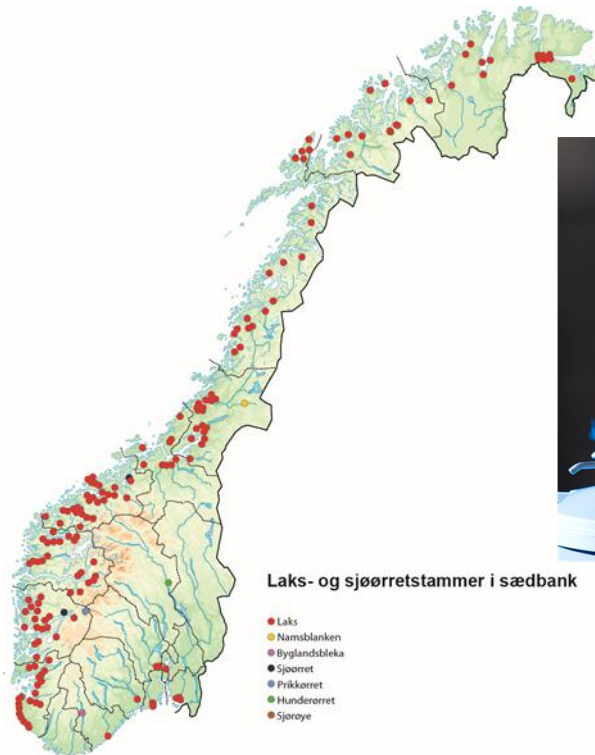 Laks- og sjøørretstammer i sædbank
Laks
Namsblanken
Byglandsbleka
Sjøørret
Prikkørret
Hunderørret
Sjørøye